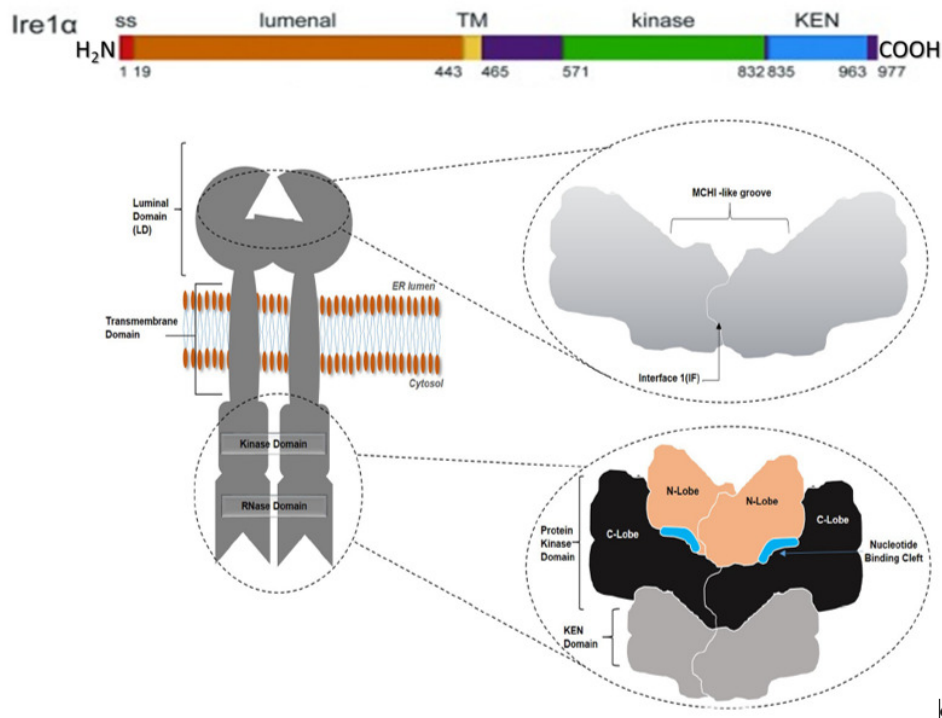 Ire1α ss lumenal TM kinase KEN
H₂N COOH
1 19 443 465 571 832 835 963 977
Luminal
Domain
(LD)
MCHI -like groove
ER lumen
Transmembrane
Domain
Cytosol
Interface 1(IF)
Kinase Domain
RNase Domain
N-Lobe
N-Lobe
C-Lobe
C-Lobe
Protein
Kinase
Domain
Nucleotide
Binding Cleft
KEN
Domain